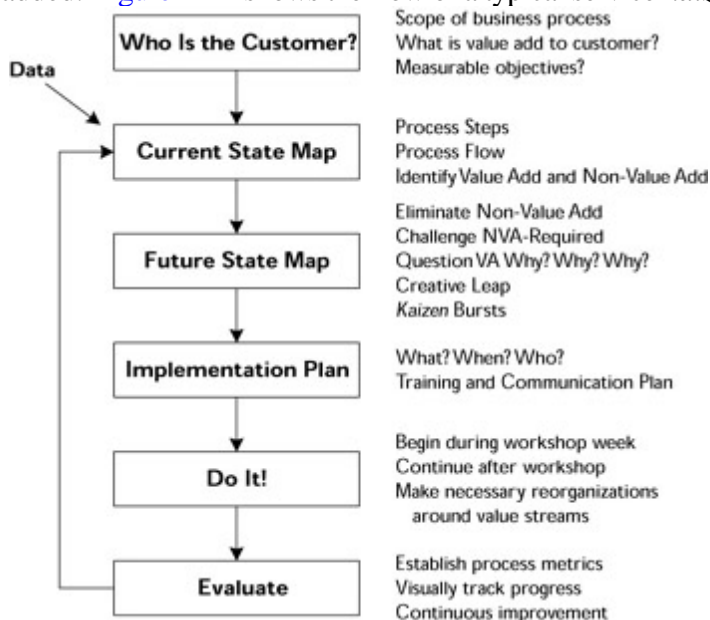 Scope of business process
Who Is the Customer?
What is value add to customer?
Measurable objectives?
Data
Process Steps
Current State Map
Process Flow
Identify Value Add and Non-Value Add
Eliminate Non-Value Add
Challenge NVA-Required
Future State Map
Question VA Why? Why? Why?
Creative Leap
Kaizen Bursts
Implementation Plan
What? When? Who?
Training and Communication Plan
Begin during workshop week
Do It!
Continue after workshop
Make necessary reorganizations
around value streams
Establish process metrics
Evaluate
Visually track progress
Continuous improvement